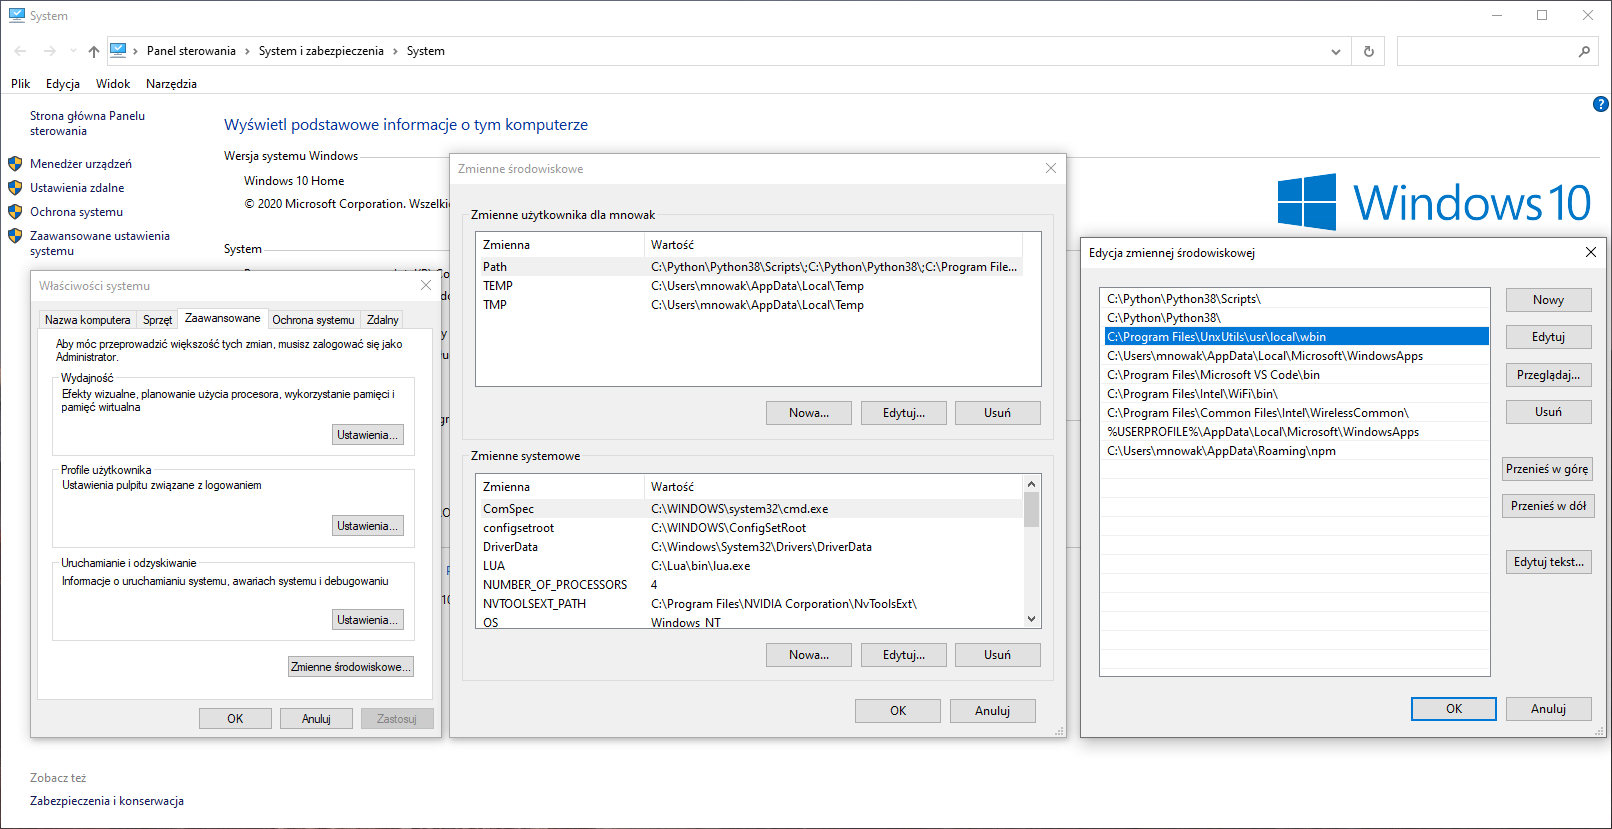 System
Panel sterowania > System i zabezpieczenia > System
Plik Edycja Widok Narzędzia
Strona główna Panelu
sterowania
Menedżer urządzeń
Ustawienia zdalne
Ochrona systemu
Zaawansowane ustawienia
systemu
Wyświetl podstawowe informacje o tym komputerze
Wersja systemu Windows
Windows 10 Home
© 2020 Microsoft Corporation. Wszelkie
System
Windows 10
Właściwości systemu
Nazwa komputera Sprzęt Zaawansowane Ochrona systemu Zdalny
Aby móc przeprowadzić większość tych zmian, musisz zalogować się jako
Administrator.
Wydajność
Efekty wizualne, planowanie użycia procesora, wykorzystanie pamięci i
pamięć wirtualna
Ustawienia...
Profile użytkownika
Ustawienia pulpitu związane z logowaniem
Ustawienia...
Uruchamianie i odzyskiwanie
Informacje o uruchamianiu systemu, awariach systemu i debugowaniu
Ustawienia...
Zmienne środowiskowe...
OK Anuluj Zastosuj
Zmienne środowiskowe
Zmienne użytkownika dla mnowak
Zmienna Wartość
Path C:\Python\Python38\Scripts\;C:\Python\Python38\;C:\Program File...
TEMP C:\Users\mnowak\AppData\Local\Temp
TMP C:\Users\mnowak\AppData\Local\Temp
Nowa... Edytuj... Usuń
Zmienne systemowe
Zmienna Wartość
ComSpec C:\WINDOWS\system32\cmd.exe
configsetroot C:\WINDOWS\ConfigSetRoot
DriverData C:\Windows\System32\Drivers\DriverData
LUA C:\Lua\bin\lua.exe
NUMBER_OF_PROCESSORS 4
NVTOOLSEXT_PATH C:\Program Files\NVIDIA Corporation\NvToolsExt\
OS Windows_NT
Nowa... Edytuj... Usuń
OK Anuluj
Edycja zmiennej środowiskowej
C:\Python\Python38\Scripts\
C:\Python\Python38\
C:\Program Files\UnxUtils\usr\local\wbin
C:\Users\mnowak\AppData\Local\Microsoft\WindowsApps
C:\Program Files\Microsoft VS Code\bin
C:\Program Files\Intel\WiFi\bin\
C:\Program Files\Common Files\Intel\WirelessCommon\
%USERPROFILE%\AppData\Local\Microsoft\WindowsApps
C:\Users\mnowak\AppData\Roaming\npm
Nowy
Edytuj
Przeglądaj...
Usuń
Przenieś w górę
Przenieś w dół
Edytuj tekst...
OK Anuluj
Zobacz też
Zabezpieczenia i konserwacja